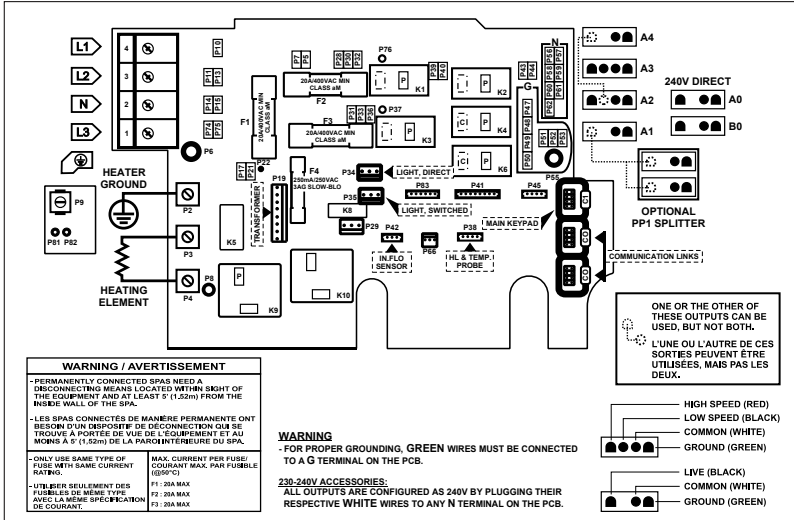 L1
L2
N
L3
4
3
2
1
P10
P11
P13
P14
P15
P74
P75
P6
P7
P5
P28
P30
P32
P76
20A/400VAC MIN
CLASS aM
F2
F1
20A/400VAC MIN
CLASS aM
P31
P33
P36
P37
20A/400VAC MIN
CLASS aM
F3
P
K1
P39
P40
K2
P
K3
C
K4
C
K6
P43
P44
N
G
P56
P58
P60
P62
P57
P59
P61
P47
P48
P49
P50
P51
P52
P53
P55
A4
A3
A2
A1
240V DIRECT
A0
B0
OPTIONAL
PP1 SPLITTER
P17
P21
P22
P19
F4
250mA/250VAC
3AG SLOW-BLO
TRANSFORMER
P34
LIGHT, DIRECT
P35
LIGHT, SWITCHED
K8
P29
P83
P41
P45
MAIN KEYPAD
C1
CO
CO
COMMUNICATION LINKS
P42
IN.FLO
SENSOR
P66
P38
HL & TEMP.
PROBE
HEATER
GROUND
P9
P81 P82
P2
P3
P4
P8
HEATING
ELEMENT
K5
P
K9
K10
ONE OR THE OTHER OF
THESE OUTPUTS CAN BE
USED, BUT NOT BOTH.
L'UNE OU L'AUTRE DE CES
SORTIES PEUVENT ÊTRE
UTILISÉES, MAIS PAS LES
DEUX.
WARNING / AVERTISSEMENT
- PERMANENTLY CONNECTED SPAS NEED A
DISCONNECTING MEANS LOCATED WITHIN SIGHT OF
THE EQUIPMENT AND AT LEAST 5' (1,52m) FROM THE
INSIDE WALL OF THE SPA.
- LES SPAS CONNECTÉS DE MANIÈRE PERMANENTE ONT
BESOIN D'UN DISPOSITIF DE DÉCONNECTION QUI SE
TROUVE À PORTÉE DE VUE DE L'ÉQUIPEMENT ET AU
MOINS À 5' (1,52m) DE LA PAROI INTÉRIEURE DU SPA.
- ONLY USE SAME TYPE OF
FUSE WITH SAME CURRENT
RATING.
- UTILISER SEULEMENT DES
FUSIBLES DE MÊME TYPE
AVEC LA MÊME SPÉCIFICATION
DE COURANT.
MAX. CURRENT PER FUSE/
COURANT MAX. PAR FUSIBLE
(@50°C)
F1 : 20A MAX
F2 : 20A MAX
F3 : 20A MAX
WARNING
- FOR PROPER GROUNDING, GREEN WIRES MUST BE CONNECTED
TO A G TERMINAL ON THE PCB.
230-240V ACCESSORIES:
ALL OUTPUTS ARE CONFIGURED AS 240V BY PLUGGING THEIR
RESPECTIVE WHITE WIRES TO ANY N TERMINAL ON THE PCB.
HIGH SPEED (RED)
LOW SPEED (BLACK)
COMMON (WHITE)
GROUND (GREEN)
LIVE (BLACK)
COMMON (WHITE)
GROUND (GREEN)